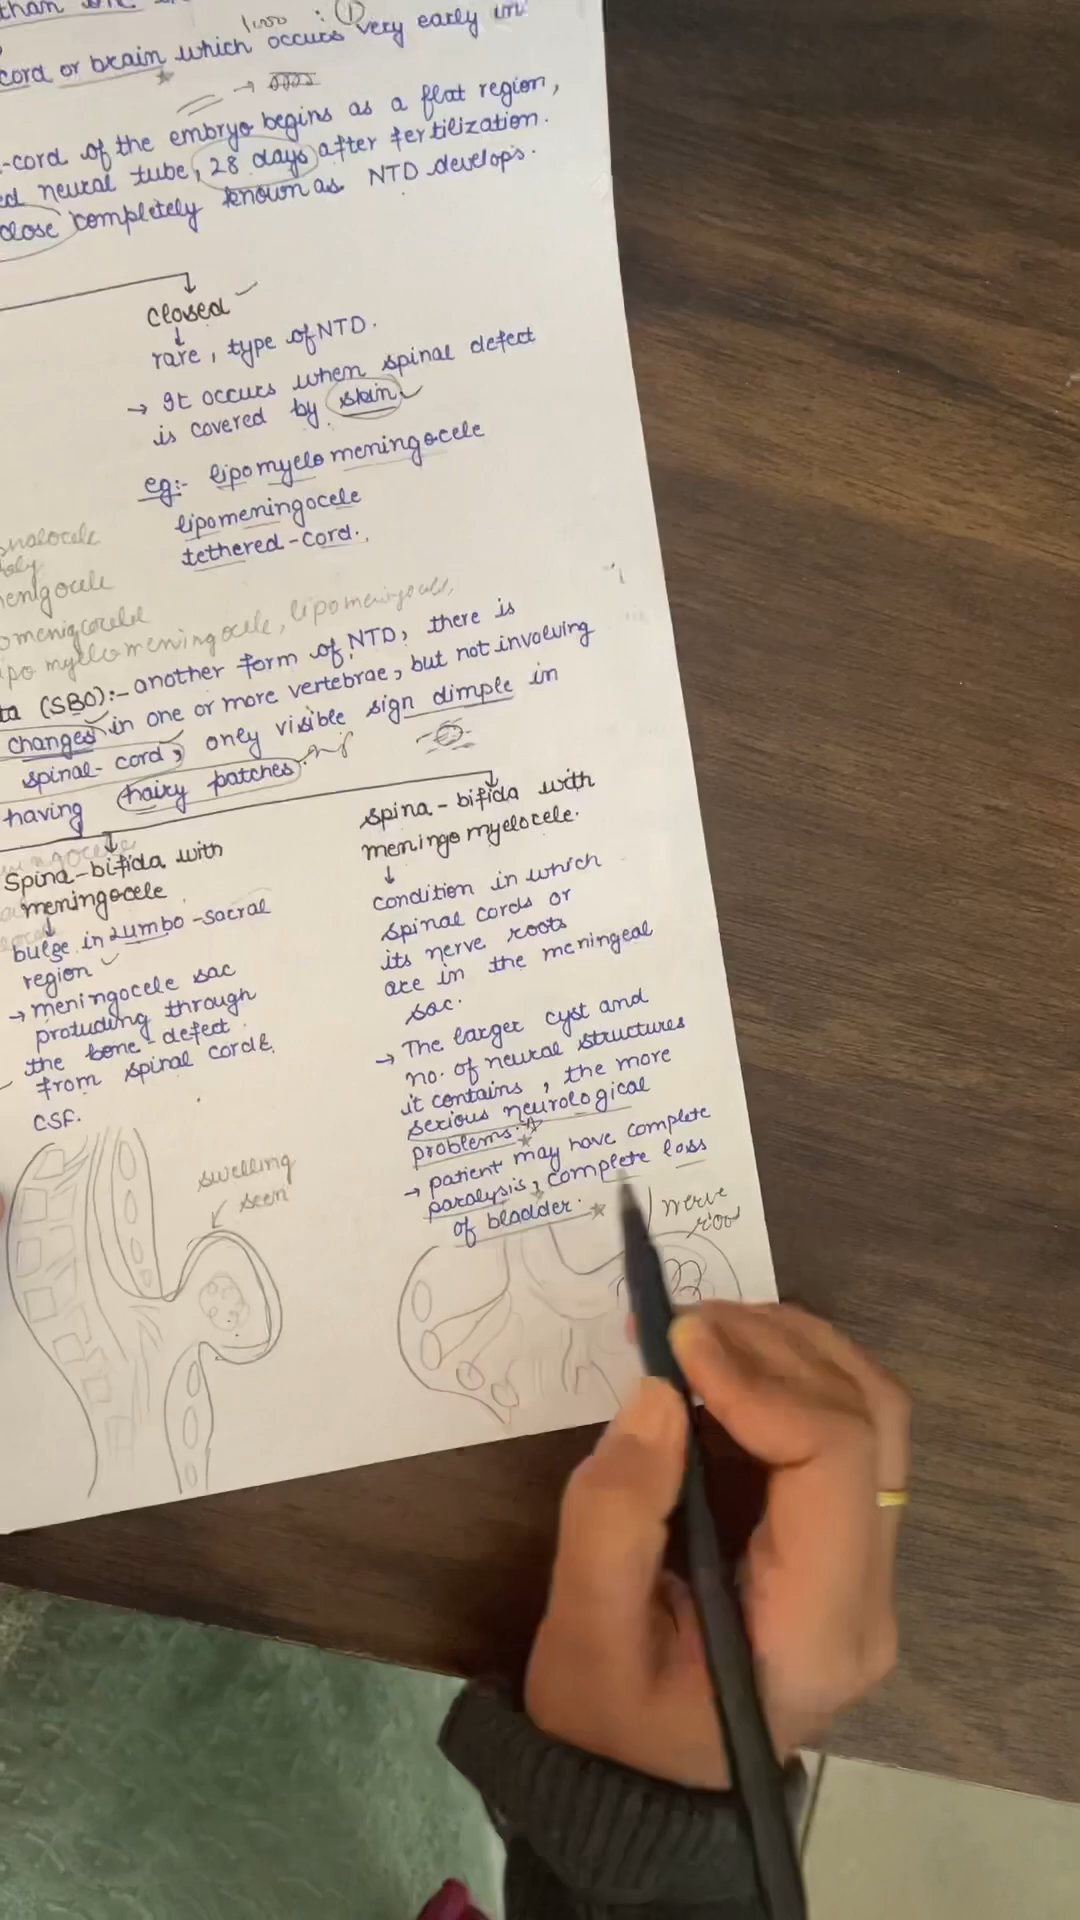 than
1000 : 1
cord or brain which occurs very early in
-cord of the embryo begins as a flat region,
ed neural tube, 28 days after fertilization.
close completely known as NTD develops.
closed
rare, type of NTD.
→ It occurs when spinal defect
is covered by skin
eg:- lipomyelomeningocele
lipomeningocele
tethered-cord.
ta (SBO):- another form of NTD, there is
changes in one or more vertebrae, but not involving
spinal-cord, only visible sign dimple in
having hairy patches.
Spina-bifida with
meningocele
bulge in Lumbo-sacral
region
→ meningocele sac
protuding through
the bone-defect
from spinal cord &
CSF.
swelling
seen
spina-bifida with
meningo myelocele.
condition in which
spinal cords or
its nerve roots
are in the meningeal
sac.
→ The larger cyst and
no. of neural structures
it contains, the more
serious neurological
problems.
→ patient may have complete
paralysis, complete loss
of bladder.
nerve